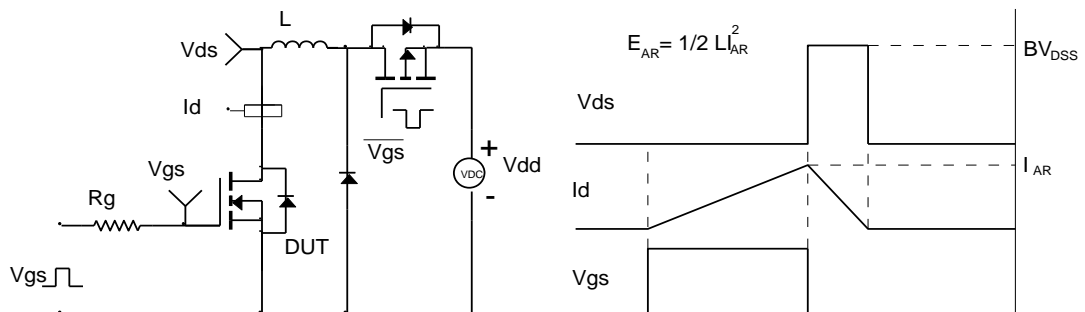 L
Vds
Id
Vgs
Rg
Vgs
DUT
Vgs
+
VDC
-
Vdd
E_AR = 1/2 LI_AR^2
BV_DSS
Vds
I_AR
Id
Vgs